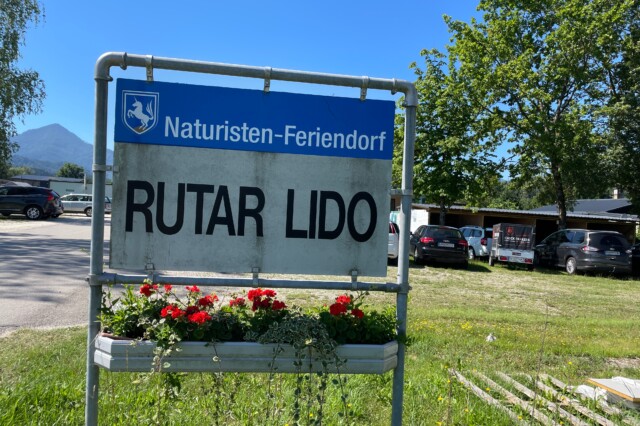 Naturisten-Feriendorf
RUTAR LIDO